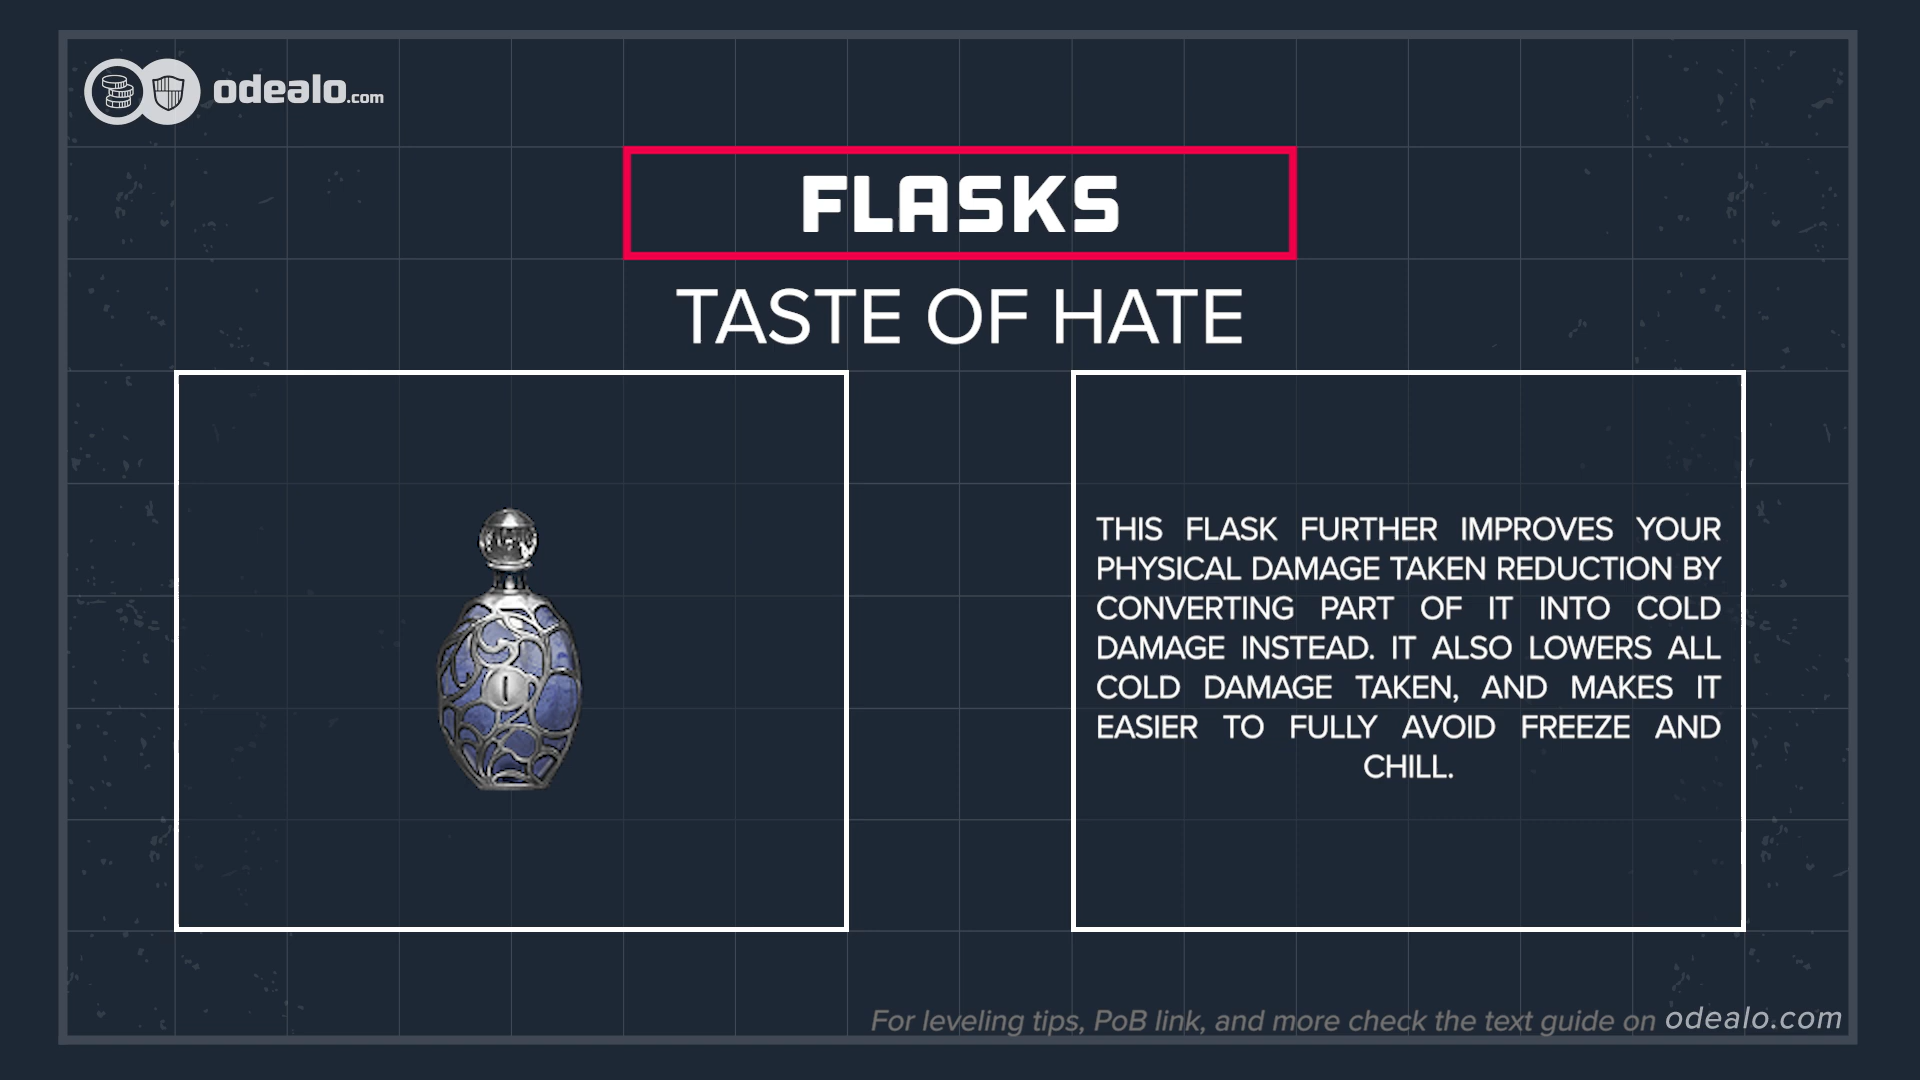 odealo.com
FLASKS
TASTE OF HATE
THIS FLASK FURTHER IMPROVES YOUR
PHYSICAL DAMAGE TAKEN REDUCTION BY
CONVERTING PART OF IT INTO COLD
DAMAGE INSTEAD. IT ALSO LOWERS ALL
COLD DAMAGE TAKEN, AND MAKES IT
EASIER TO FULLY AVOID FREEZE AND
CHILL.
For leveling tips, PoB link, and more check the text guide on odealo.com